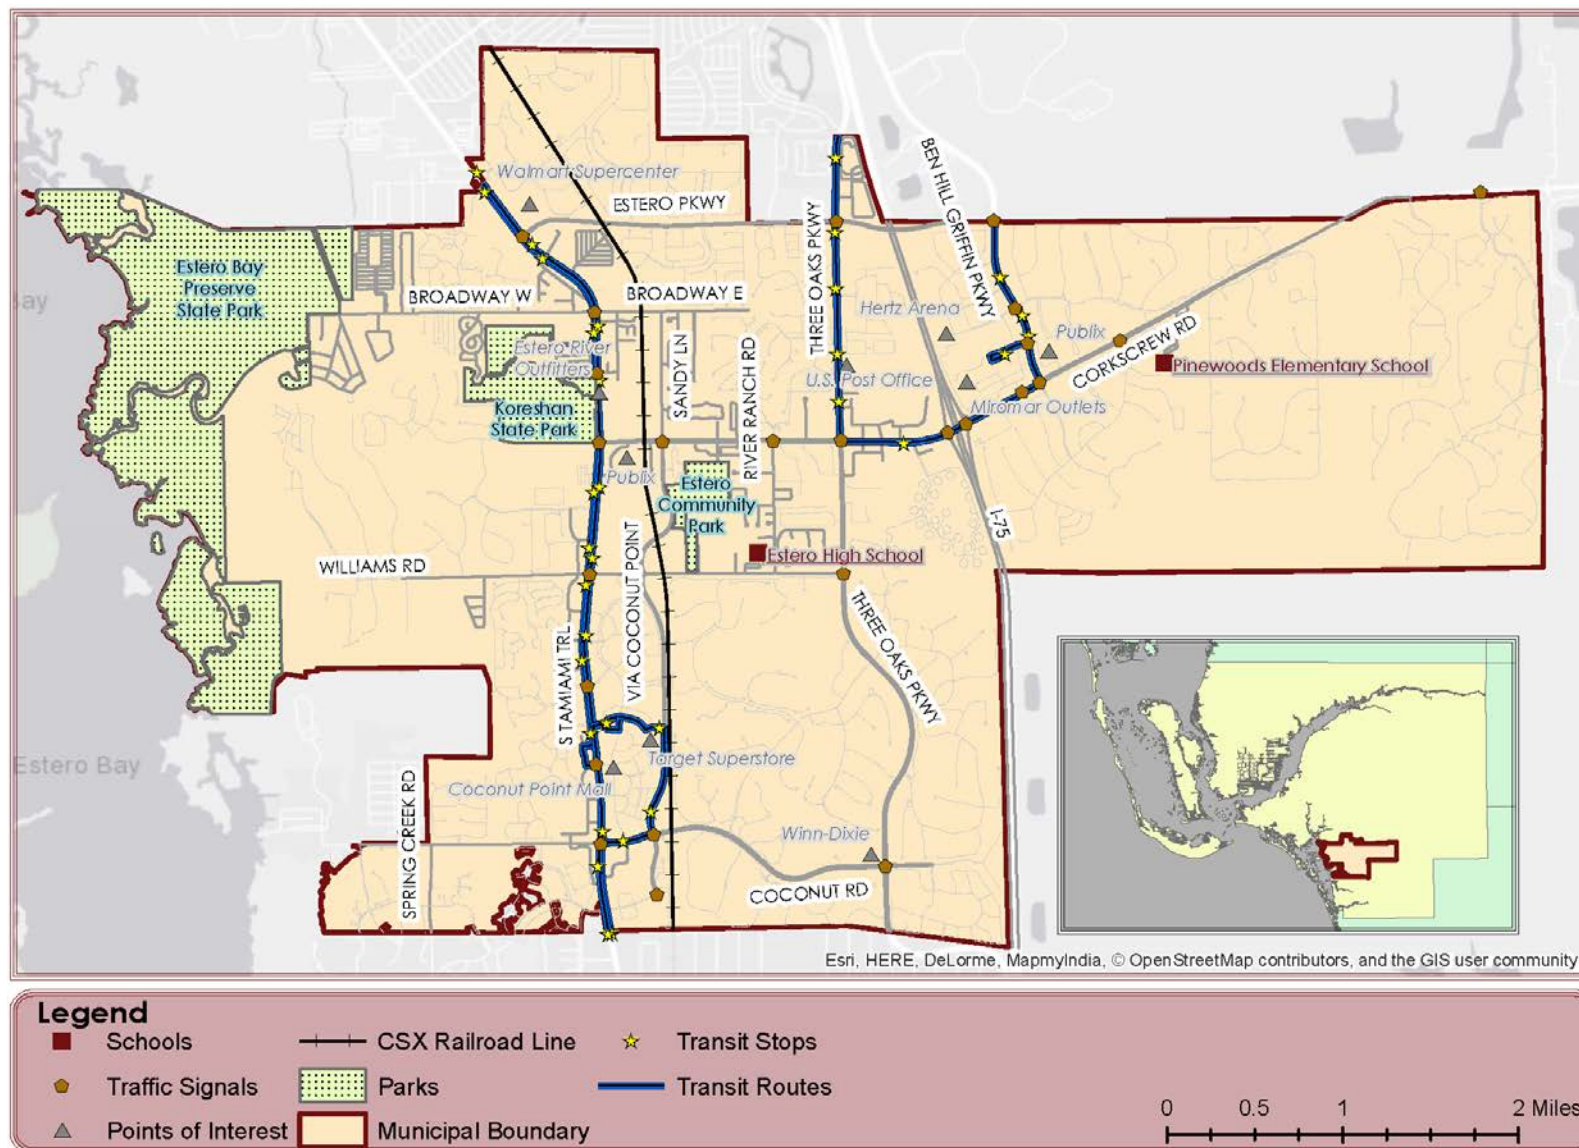 Walmart Supercenter
ESTERO PKWY
BEN HILL GRIFFIN PKWY
THREE OAKS PKWY
Estero Bay
Preserve
State Park
Bay
BROADWAY W
BROADWAY E
Hertz Arena
Publix
Estero River
Outfitters
SANDY LN
RIVER RANCH RD
U.S. Post Office
CORKSCREW RD
Pinewoods Elementary School
Miromar Outlets
Koreshan
State Park
Publix
Estero
Community
Park
I-75
Estero High School
WILLIAMS RD
VIA COCONUT POINT
THREE OAKS PKWY
S TAMIAMI TRL
Target Superstore
Estero Bay
Coconut Point Mall
SPRING CREEK RD
Winn-Dixie
COCONUT RD
Esri, HERE, DeLorme, MapmyIndia, © OpenStreetMap contributors, and the GIS user community
Legend
Schools
CSX Railroad Line
Transit Stops
Traffic Signals
Parks
Transit Routes
Points of Interest
Municipal Boundary
0 0.5 1 2 Miles